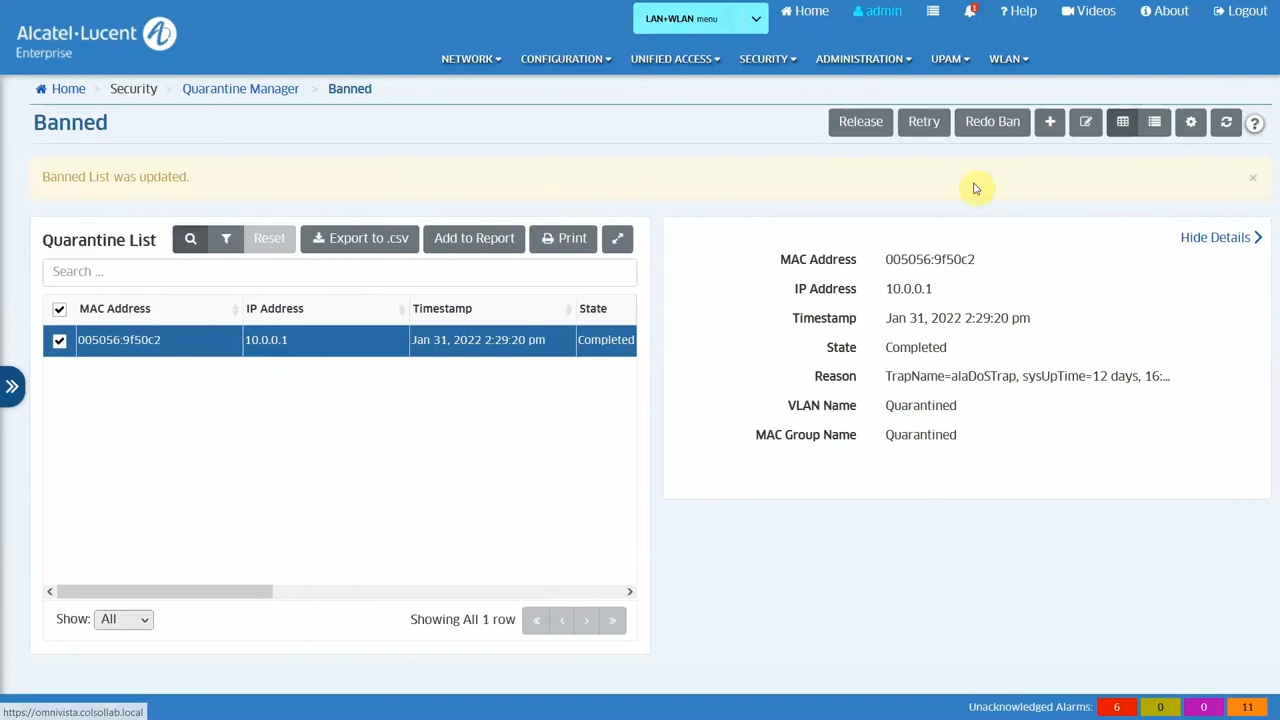 LAN+WLAN menu
Home
admin
1
? Help
Videos
About
Logout
Alcatel·Lucent
Enterprise
NETWORK
CONFIGURATION
UNIFIED ACCESS
SECURITY
ADMINISTRATION
UPAM
WLAN
Home > Security > Quarantine Manager > Banned
Banned
Release
Retry
Redo Ban
Banned List was updated.
×
Quarantine List
Reset
Export to .csv
Add to Report
Print
Hide Details
Search ...
MAC Address IP Address Timestamp State
005056:9f50c2 10.0.0.1 Jan 31, 2022 2:29:20 pm Completed
MAC Address 005056:9f50c2
IP Address 10.0.0.1
Timestamp Jan 31, 2022 2:29:20 pm
State Completed
Reason TrapName=alaDoSTrap, sysUpTime=12 days, 16:...
VLAN Name Quarantined
MAC Group Name Quarantined
Show: All
Showing All 1 row
« ‹ › »
https://omnivista.colsollab.local
Unacknowledged Alarms: 6 0 0 11